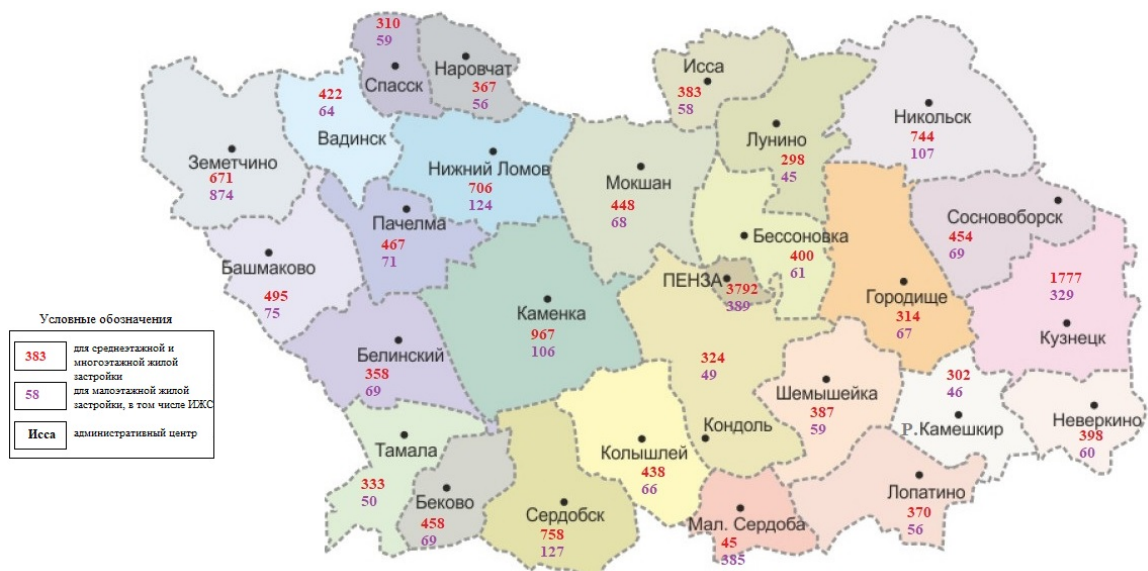 310
59
Спасск
Наровчат
367
56
422
64
Вадинск
Исса
383
58
Лунино
298
45
Никольск
744
107
Земетчино
671
874
Нижний Ломов
706
124
Мокшан
448
68
Пачелма
467
71
Сосновоборск
454
69
Бессоновка
400
61
Башмаково
495
75
ПЕНЗА
3792
389
Городище
314
67
1777
329
Кузнецк
Каменка
967
106
Белинский
358
69
324
49
Кондоль
Шемышейка
387
59
302
46
Р.Камешкир
Неверкино
398
60
Тамала
333
50
Беково
458
69
Сердобск
758
127
Колышлей
438
66
Мал. Сердоба
45
385
Лопатино
370
56
Условные обозначения
383
для среднеэтажной и
многоэтажной жилой
застройки
58
для малоэтажной жилой
застройки, в том числе ИЖС
Исса
административный центр